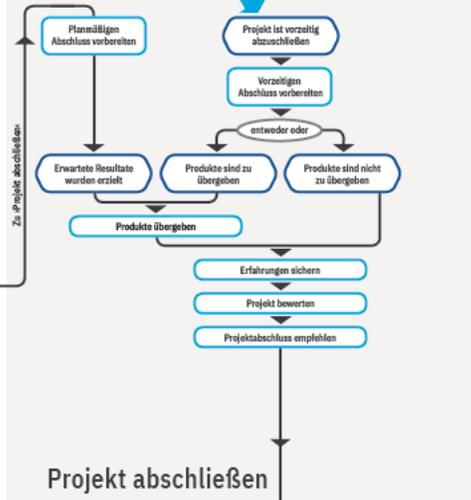 Planmäßigen
Abschluss vorbereiten
Projekt ist vorzeitig
abzuschließen
Vorzeitigen
Abschluss vorbereiten
entweder oder
Zu ›Projekt abschließen‹
Erwartete Resultate
wurden erzielt
Produkte sind zu
übergeben
Produkte sind nicht
zu übergeben
Produkte übergeben
Erfahrungen sichern
Projekt bewerten
Projektabschluss empfehlen
Projekt abschließen